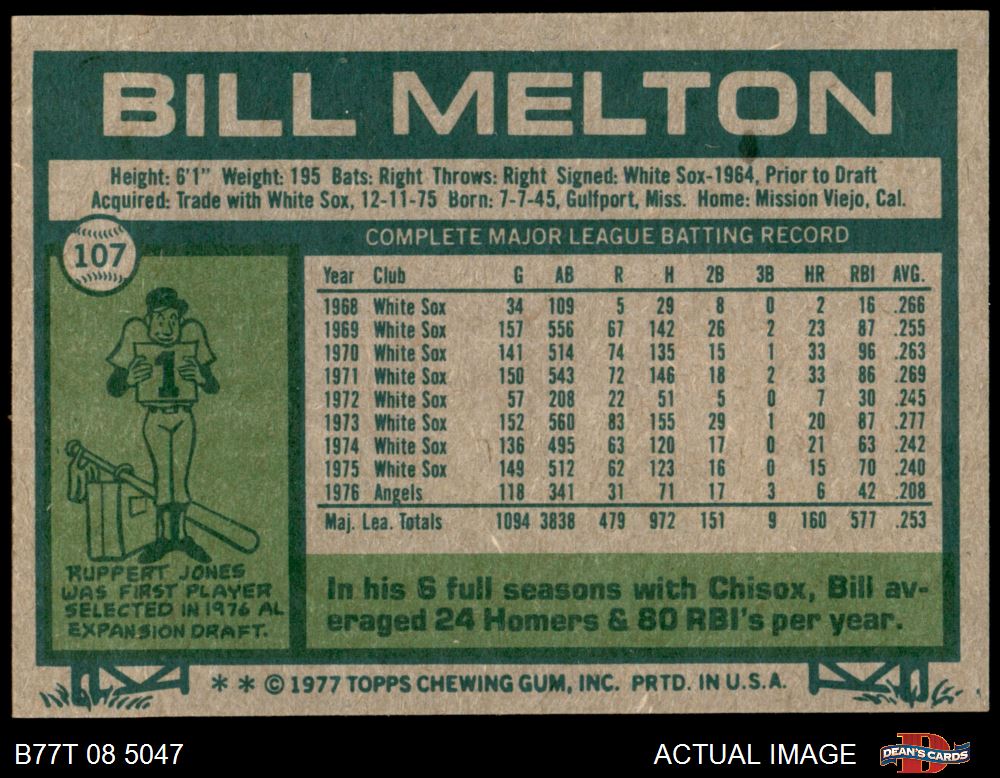 BILL MELTON
Height: 6'1" Weight: 195 Bats: Right Throws: Right Signed: White Sox-1964, Prior to Draft
Acquired: Trade with White Sox, 12-11-75 Born: 7-7-45, Gulfport, Miss. Home: Mission Viejo, Cal.
107
COMPLETE MAJOR LEAGUE BATTING RECORD
Year Club G AB R H 2B 3B HR RBI AVG.
1968 White Sox 34 109 5 29 8 0 2 16 .266
1969 White Sox 157 556 67 142 26 2 23 87 .255
1970 White Sox 141 514 74 135 15 1 33 96 .263
1971 White Sox 150 543 72 146 18 2 33 86 .269
1972 White Sox 57 208 22 51 5 0 7 30 .245
1973 White Sox 152 560 83 155 29 1 20 87 .277
1974 White Sox 136 495 63 120 17 0 21 63 .242
1975 White Sox 149 512 62 123 16 0 15 70 .240
1976 Angels 118 341 31 71 17 3 6 42 .208
Maj. Lea. Totals 1094 3838 479 972 151 9 160 577 .253
1
RUPPERT JONES
WAS FIRST PLAYER
SELECTED IN 1976 AL
EXPANSION DRAFT.
In his 6 full seasons with Chisox, Bill av-
eraged 24 Homers & 80 RBI's per year.
* * © 1977 TOPPS CHEWING GUM, INC. PRTD. IN U.S.A.
B77T 08 5047
ACTUAL IMAGE
D
DEAN'S CARDS